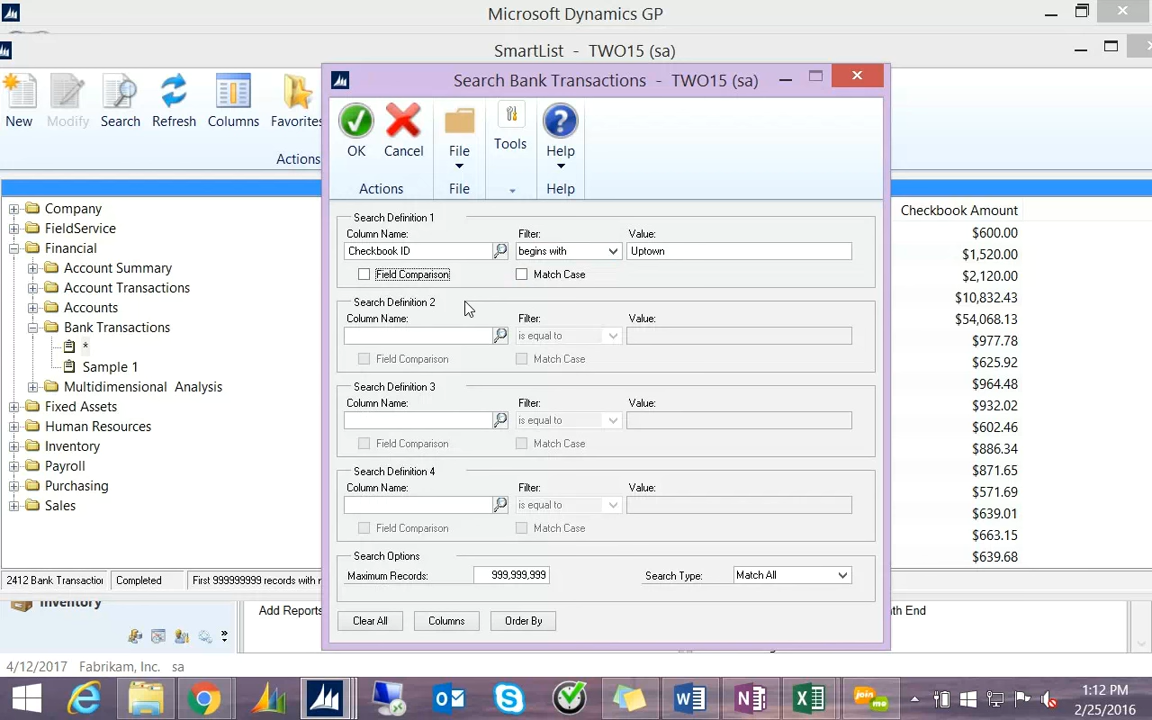 Microsoft Dynamics GP
SmartList - TWO15 (sa)
Search Bank Transactions - TWO15 (sa)
New
Modify
Search
Refresh
Columns
Favorites
Actions
OK
Cancel
File
Tools
Help
Actions
File
Help
Company
FieldService
Financial
Account Summary
Account Transactions
Accounts
Bank Transactions
*
Sample 1
Multidimensional Analysis
Fixed Assets
Human Resources
Inventory
Payroll
Purchasing
Sales
Search Definition 1
Column Name: Filter: Value:
Checkbook ID begins with Uptown
Field Comparison Match Case
Search Definition 2
Column Name: Filter: Value:
is equal to
Field Comparison Match Case
Search Definition 3
Column Name: Filter: Value:
is equal to
Field Comparison Match Case
Search Definition 4
Column Name: Filter: Value:
is equal to
Field Comparison Match Case
Search Options
Maximum Records: 999,999,999 Search Type: Match All
Clear All Columns Order By
Checkbook Amount
$600.00
$1,520.00
$2,120.00
$10,832.43
$54,068.13
$977.78
$625.92
$964.48
$932.02
$602.46
$886.34
$871.65
$571.69
$639.01
$663.15
$639.68
2412 Bank Transaction Completed First 999999999 records with
Inventory
Add Reports
th End
4/12/2017 Fabrikam, Inc. sa
join
me
1:12 PM
2/25/2016